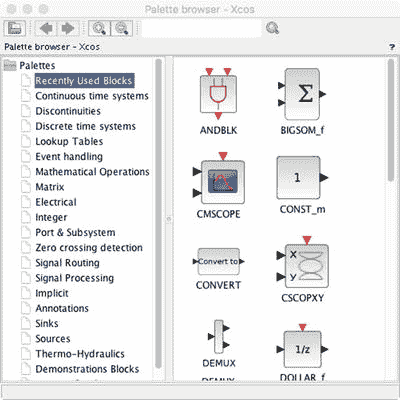 Palette browser - Xcos
Palette browser - Xcos
?
Palettes
Recently Used Blocks
Continuous time systems
Discontinuities
Discrete time systems
Lookup Tables
Event handling
Mathematical Operations
Matrix
Electrical
Integer
Port & Subsystem
Zero crossing detection
Signal Routing
Signal Processing
Implicit
Annotations
Sinks
Sources
Thermo-Hydraulics
Demonstrations Blocks
Σ
ANDBLK
BIGSOM_f
1
CMSCOPE
CONST_m
Convert to
X
Y
CONVERT
CSCOPXY
1/z
DEMUX
DOLLAR_f